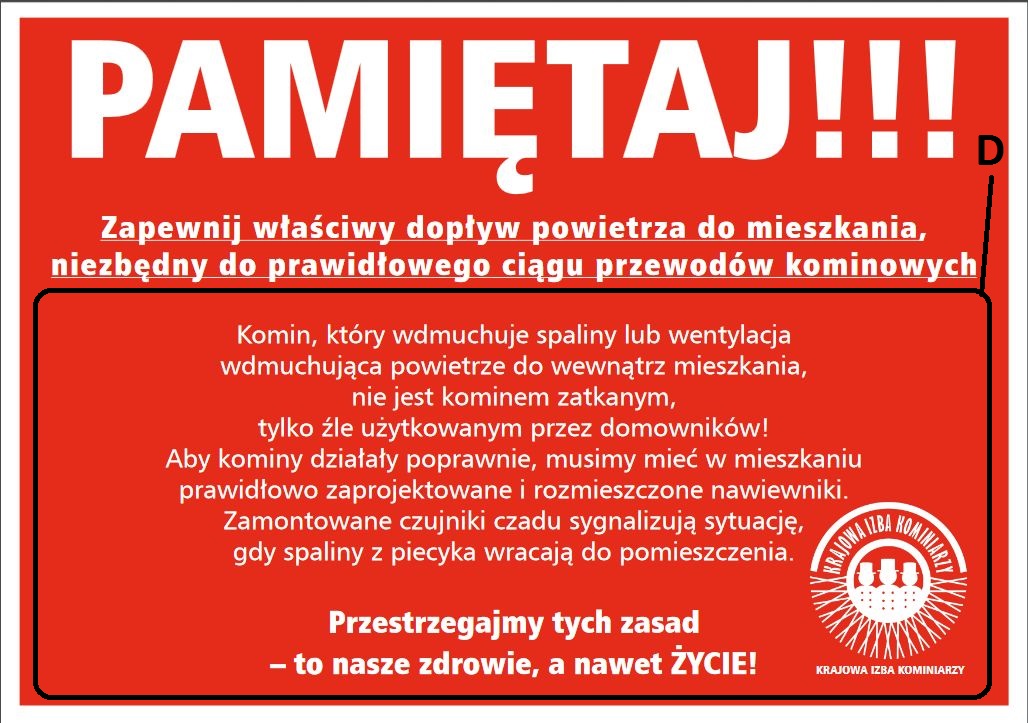 PAMIĘTAJ!!!
D
Zapewnij właściwy dopływ powietrza do mieszkania,
niezbędny do prawidłowego ciągu przewodów kominowych
Komin, który wdmuchuje spaliny lub wentylacja
wdmuchująca powietrze do wewnątrz mieszkania,
nie jest kominem zatkanym,
tylko źle użytkowanym przez domowników!
Aby kominy działały poprawnie, musimy mieć w mieszkaniu
prawidłowo zaprojektowane i rozmieszczone nawiewniki.
Zamontowane czujniki czadu sygnalizują sytuację,
gdy spaliny z piecyka wracają do pomieszczenia.
KRAJOWA IZBA KOMINIARZY
Przestrzegajmy tych zasad
– to nasze zdrowie, a nawet ŻYCIE!
KRAJOWA IZBA KOMINIARZY